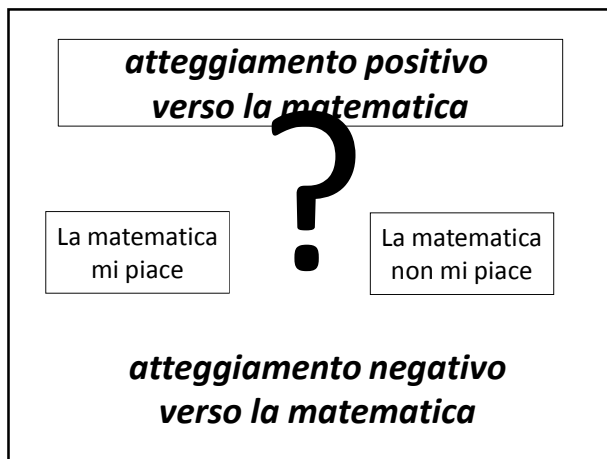 atteggiamento positivo
verso la matematica
?
La matematica
mi piace
La matematica
non mi piace
atteggiamento negativo
verso la matematica